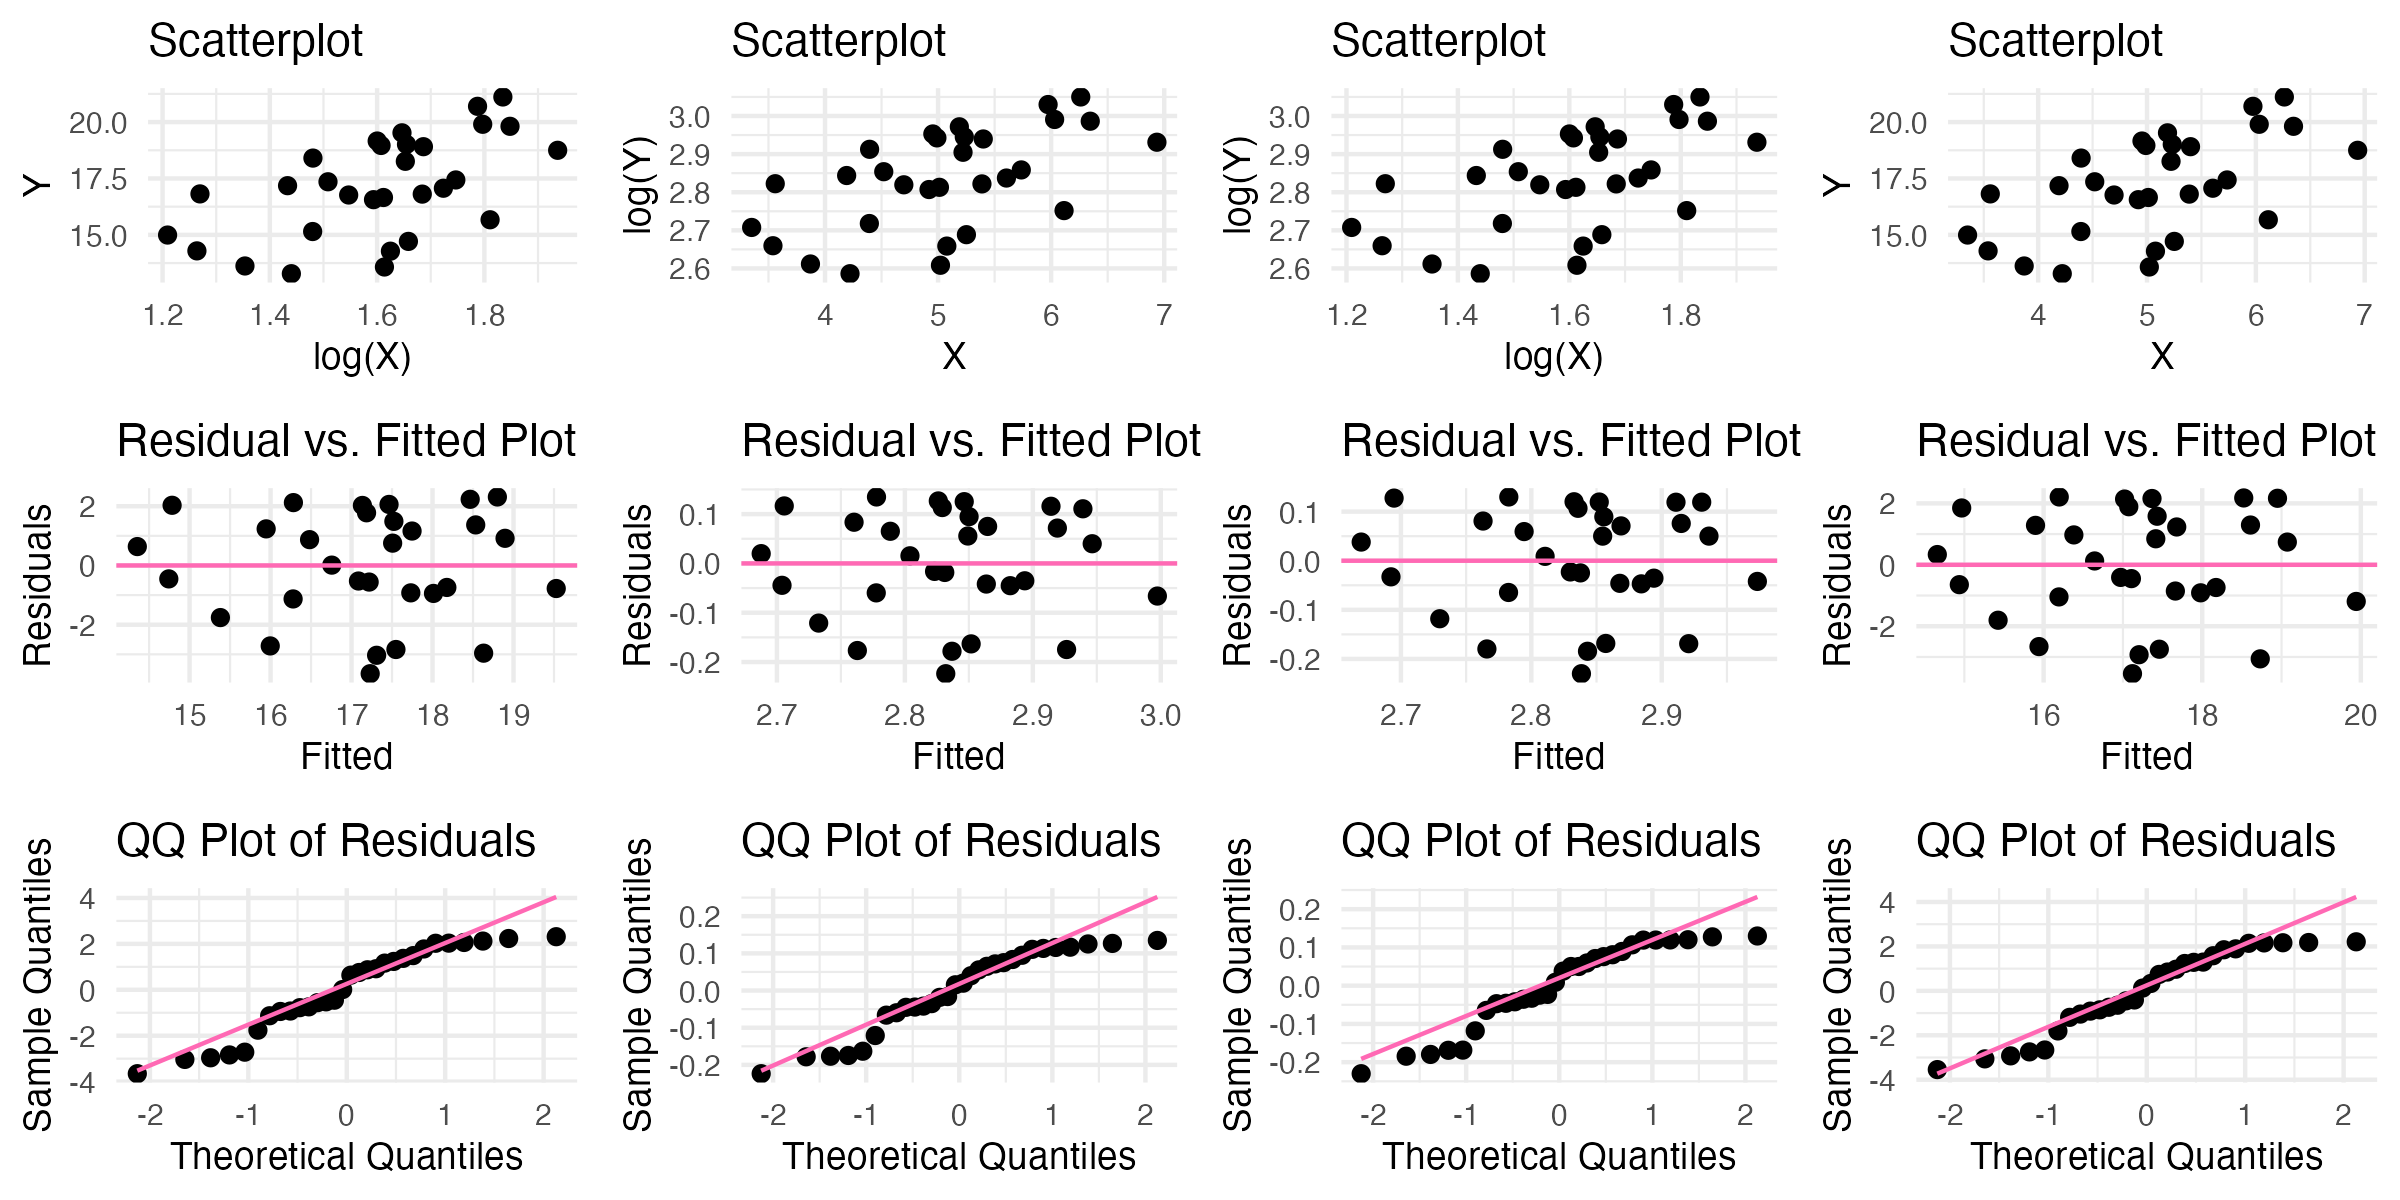 Scatterplot Scatterplot Scatterplot Scatterplot
Y
20.0
17.5
15.0
1.2 1.4 1.6 1.8
log(X)
log(Y)
3.0
2.9
2.8
2.7
2.6
4 5 6 7
X
log(Y)
3.0
2.9
2.8
2.7
2.6
1.2 1.4 1.6 1.8
log(X)
Y
20.0
17.5
15.0
4 5 6 7
X
Residual vs. Fitted Plot Residual vs. Fitted Plot Residual vs. Fitted Plot Residual vs. Fitted Plot
Residuals
2
0
-2
15 16 17 18 19
Fitted
Residuals
0.1
0.0
-0.1
-0.2
2.7 2.8 2.9 3.0
Fitted
Residuals
0.1
0.0
-0.1
-0.2
2.7 2.8 2.9
Fitted
Residuals
2
0
-2
16 18 20
Fitted
QQ Plot of Residuals QQ Plot of Residuals QQ Plot of Residuals QQ Plot of Residuals
Sample Quantiles
4
2
0
-2
-4
-2 -1 0 1 2
Theoretical Quantiles
Sample Quantiles
0.2
0.1
0.0
-0.1
-0.2
-2 -1 0 1 2
Theoretical Quantiles
Sample Quantiles
0.2
0.1
0.0
-0.1
-0.2
-2 -1 0 1 2
Theoretical Quantiles
Sample Quantiles
4
2
0
-2
-4
-2 -1 0 1 2
Theoretical Quantiles